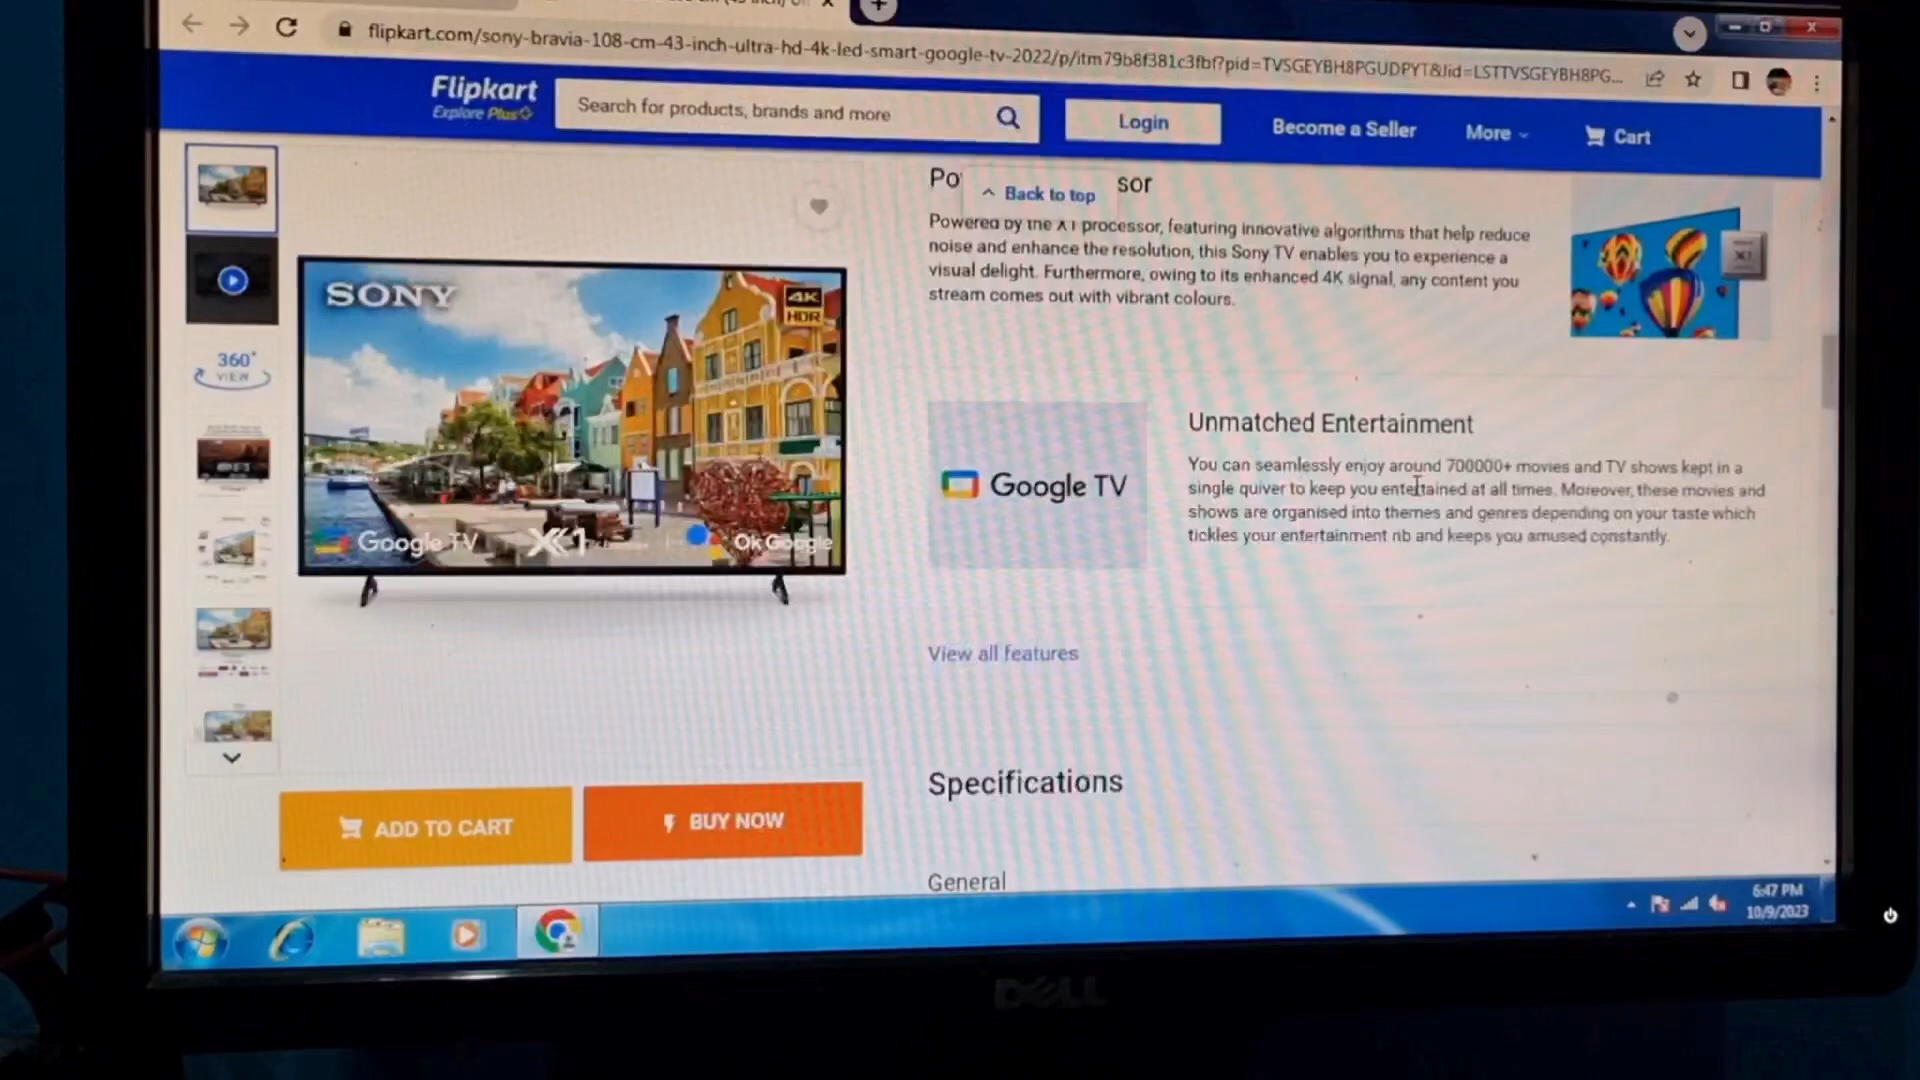 flipkart.com/sony-bravia-108-cm-43-inch-ultra-hd-4k-led-smart-google-tv-2022/p/itm79b8f381c3fbf?pid=TVSGEYBH8PGUDPYT&lid=LSTTVSGEYBH8PG...
Flipkart
Explore Plus
Search for products, brands and more
Login
Become a Seller
More
Cart
Back to top
sor
Powered by the X1 processor, featuring innovative algorithms that help reduce
noise and enhance the resolution, this Sony TV enables you to experience a
visual delight. Furthermore, owing to its enhanced 4K signal, any content you
stream comes out with vibrant colours.
X1
360°
VIEW
SONY
4K
HDR
Google TV
X1
Ok Google
Google TV
Unmatched Entertainment
You can seamlessly enjoy around 700000+ movies and TV shows kept in a
single quiver to keep you entertained at all times. Moreover, these movies and
shows are organised into themes and genres depending on your taste which
tickles your entertainment rib and keeps you amused constantly.
View all features
Specifications
ADD TO CART
BUY NOW
General
6:47 PM
10/9/2023
DELL